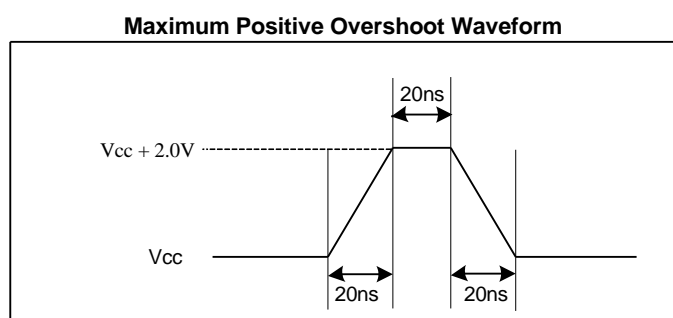 Maximum Positive Overshoot Waveform
20ns
Vcc + 2.0V
Vcc
20ns
20ns